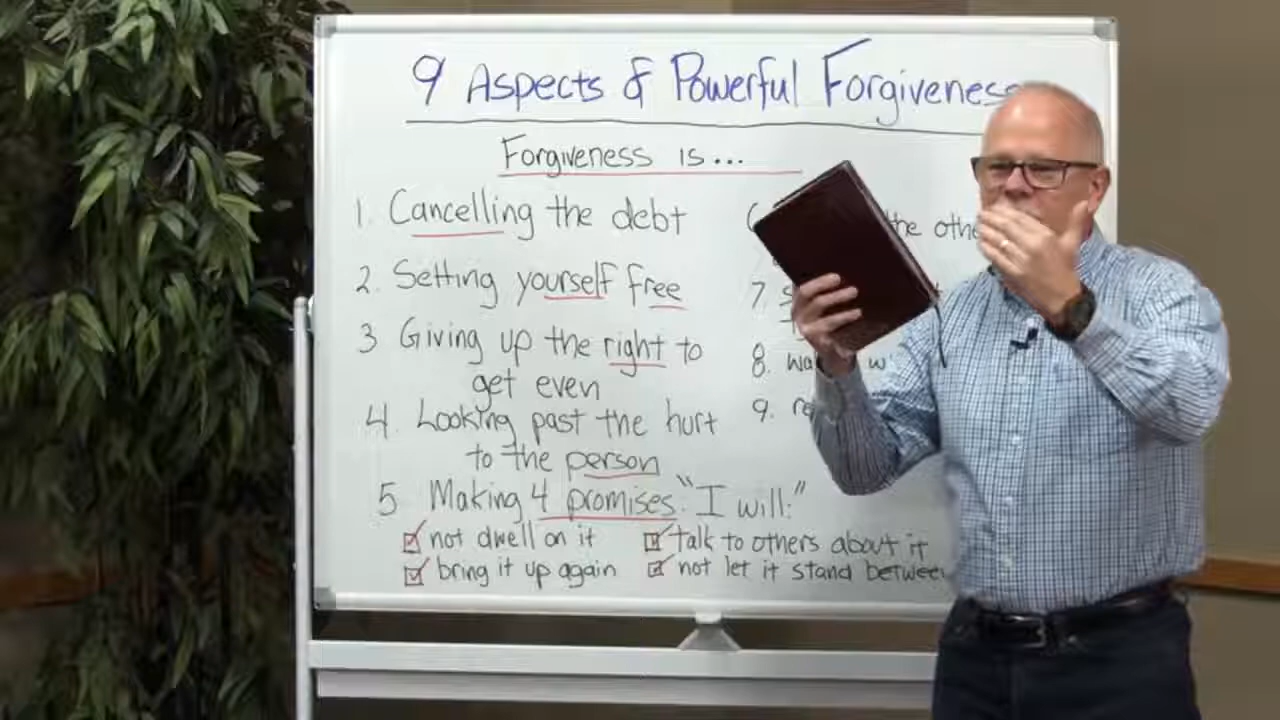 9 Aspects of Powerful Forgiveness
Forgiveness is...
1. Cancelling the debt
2. Setting yourself free
3 Giving up the right to
get even
4. Looking past the hurt
to the person
5 Making 4 promises: "I will:"
not dwell on it
bring it up again
talk to others about it
not let it stand between
the othe
7.
8.
9.